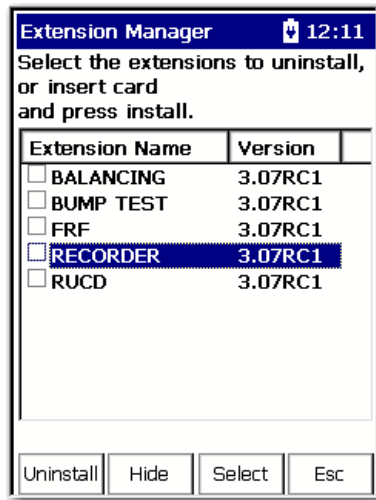 Extension Manager 12:11
Select the extensions to uninstall,
or insert card
and press install.
Extension Name Version
BALANCING 3.07RC1
BUMP TEST 3.07RC1
FRF 3.07RC1
RECORDER 3.07RC1
RUCD 3.07RC1
Uninstall Hide Select Esc